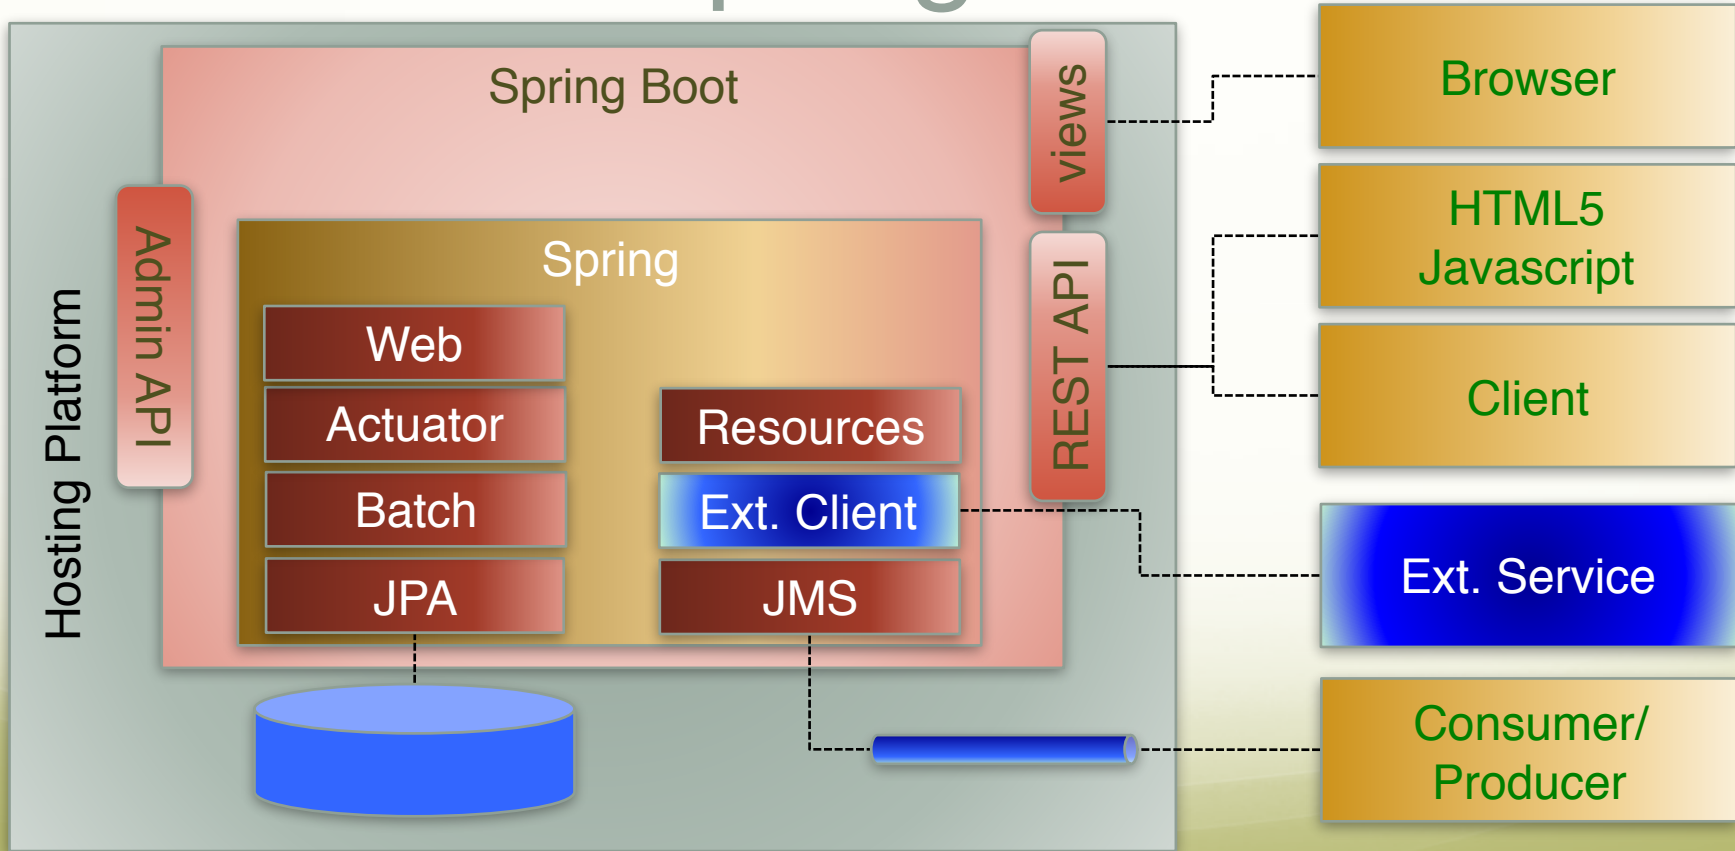 Spring Boot
views
Browser
HTML5
Javascript
Admin API
Spring
REST API
Hosting Platform
Web
Actuator
Resources
Client
Batch
Ext. Client
Ext. Service
JPA
JMS
Consumer/
Producer